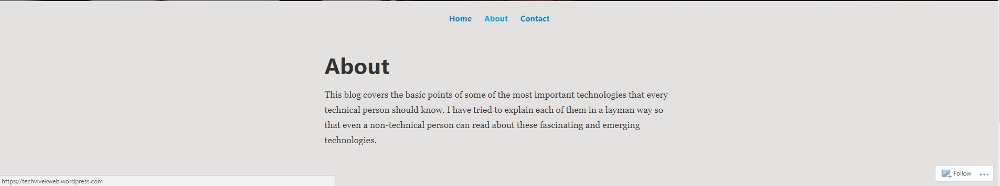 Home About Contact
About
This blog covers the basic points of some of the most important technologies that every
technical person should know. I have tried to explain each of them in a layman way so
that even a non-technical person can read about these fascinating and emerging
technologies.
Follow
https://techvivekweb.wordpress.com